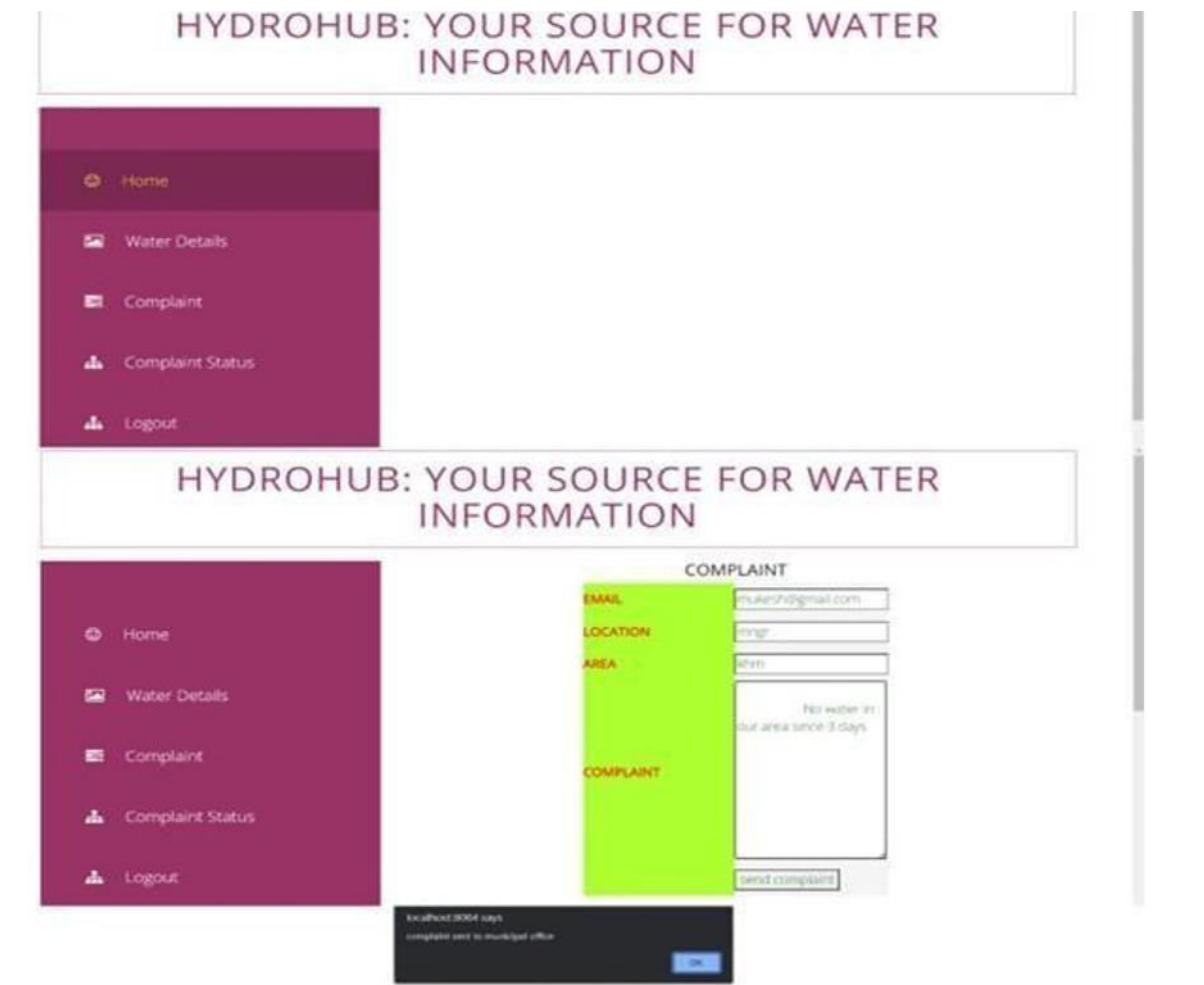 HYDROHUB: YOUR SOURCE FOR WATER
INFORMATION
Home
Water Details
Complaint
Complaint Status
Logout
HYDROHUB: YOUR SOURCE FOR WATER
INFORMATION
Home
Water Details
Complaint
Complaint Status
Logout
COMPLAINT
EMAIL
mukesh@gmail.com
LOCATION
mngr
AREA
khm
COMPLAINT
No water in
our area since 3 days
send complaint
localhost:8084 says
complaint sent to municipal office
OK